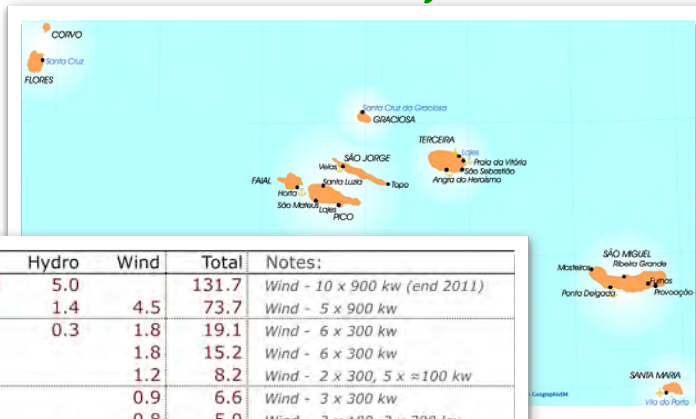 CORVO
Santa Cruz
FLORES
Santa Cruz da Graciosa
GRACIOSA
TERCEIRA
Lajes
Praia da Vitória
São Sebastião
Angra do Heroísmo
SÃO JORGE
Velas
Topo
FAIAL
Horta
Santa Luzia
São Mateus
Lajes
PICO
SÃO MIGUEL
Mosteiros
Ribeira Grande
Furnas
Provoação
Ponta Delgada
SANTA MARIA
Vila do Porto
GeographixSM
Hydro Wind Total Notes:
5.0 131.7 Wind - 10 x 900 kw (end 2011)
1.4 4.5 73.7 Wind - 5 x 900 kw
0.3 1.8 19.1 Wind - 6 x 300 kw
1.8 15.2 Wind - 6 x 300 kw
1.2 8.2 Wind - 2 x 300, 5 x ≈100 kw
0.9 6.6 Wind - 3 x 300 kw